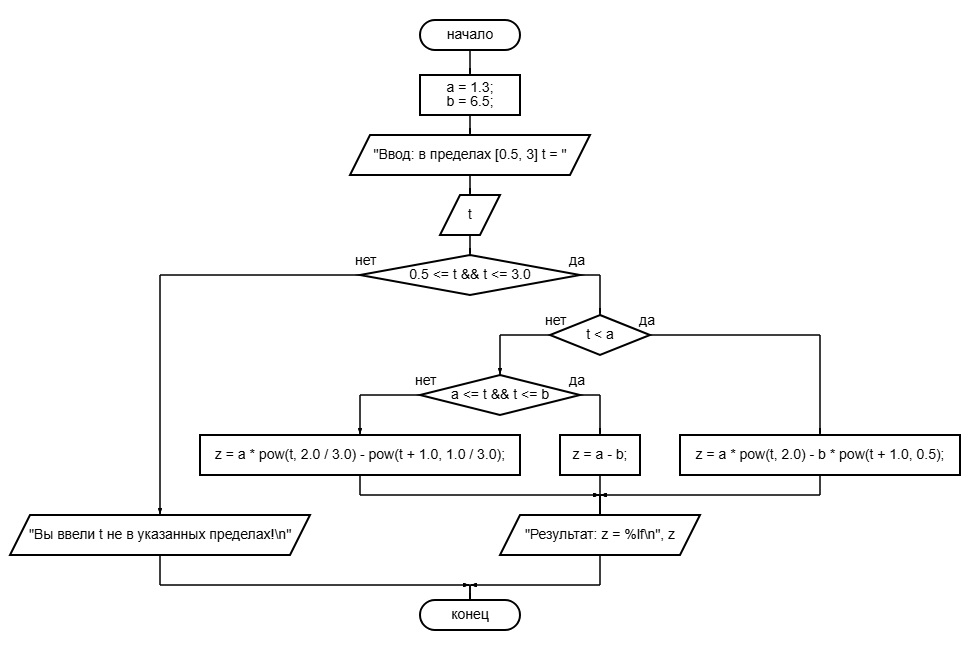 начало
a = 1.3;
b = 6.5;
"Ввод: в пределах [0.5, 3] t = "
t
нет
0.5 <= t && t <= 3.0
да
нет
t < a
да
нет
a <= t && t <= b
да
z = a * pow(t, 2.0 / 3.0) - pow(t + 1.0, 1.0 / 3.0);
z = a - b;
z = a * pow(t, 2.0) - b * pow(t + 1.0, 0.5);
"Вы ввели t не в указанных пределах!\n"
"Результат: z = %lf\n", z
конец